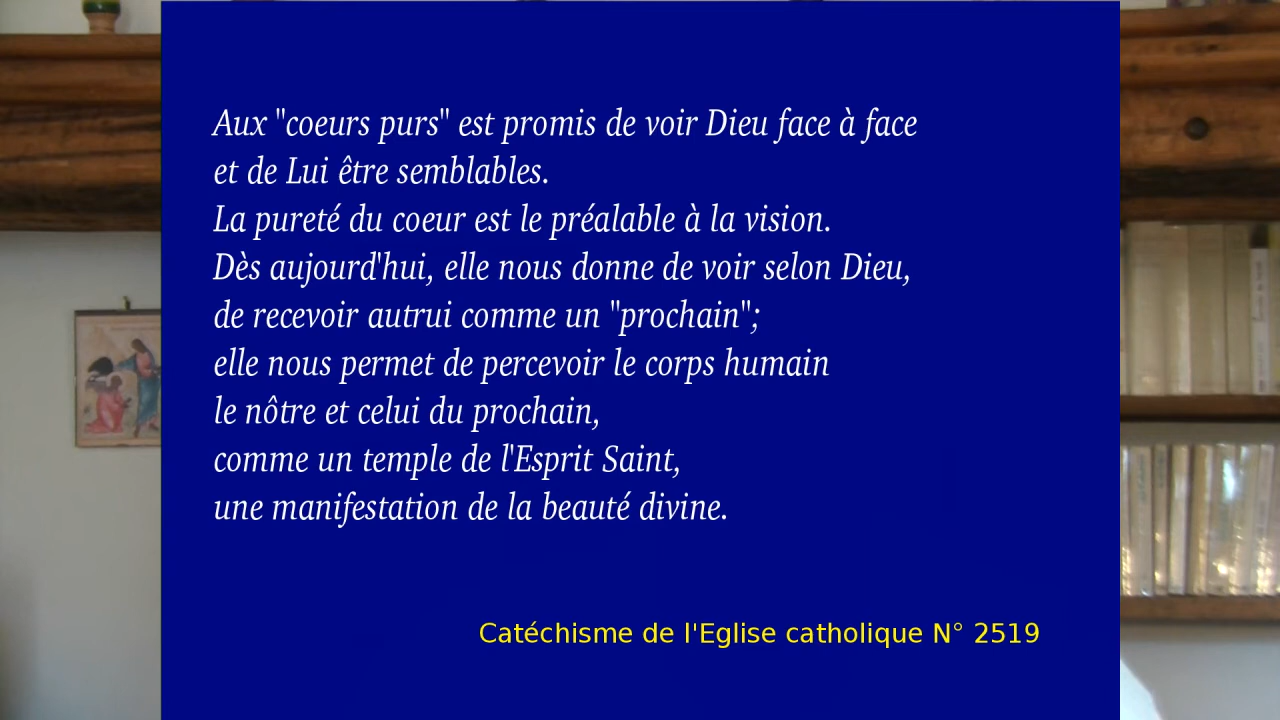 Aux "coeurs purs" est promis de voir Dieu face à face
et de Lui être semblables.
La pureté du coeur est le préalable à la vision.
Dès aujourd'hui, elle nous donne de voir selon Dieu,
de recevoir autrui comme un "prochain";
elle nous permet de percevoir le corps humain
le nôtre et celui du prochain,
comme un temple de l'Esprit Saint,
une manifestation de la beauté divine.
Catéchisme de l'Eglise catholique N° 2519